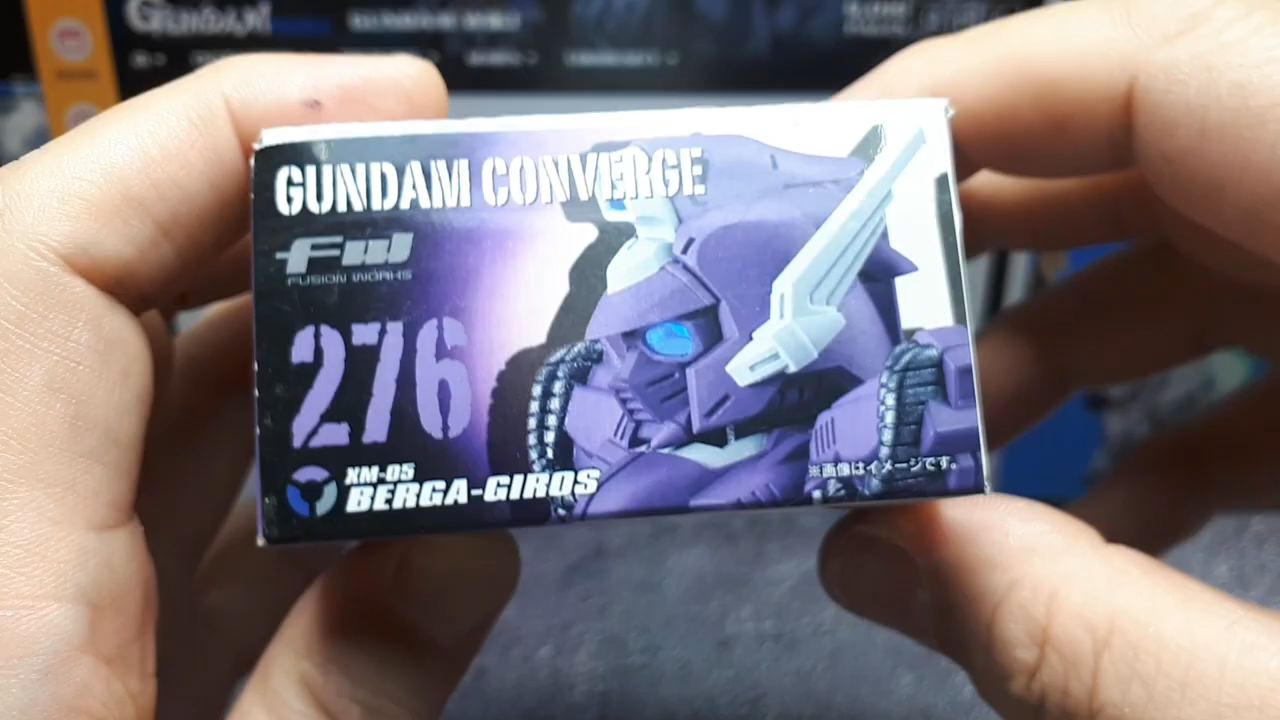 GUNDAM
GUNDAM CONVERGE
FW
FUSION WORKS
276
XM-05
BERGA-GIROS
※画像はイメージです。